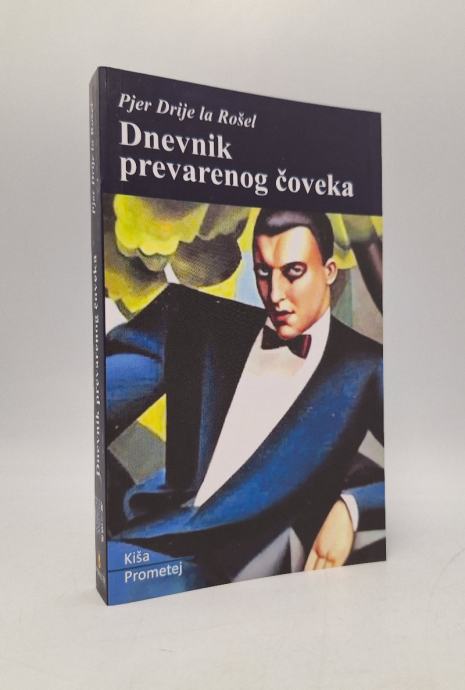 Pjer Drije la Rošel
Dnevnik
prevarenog čoveka
Kiša
Prometej
Pjer Drije la Rošel
Dnevnik prevarenog čoveka